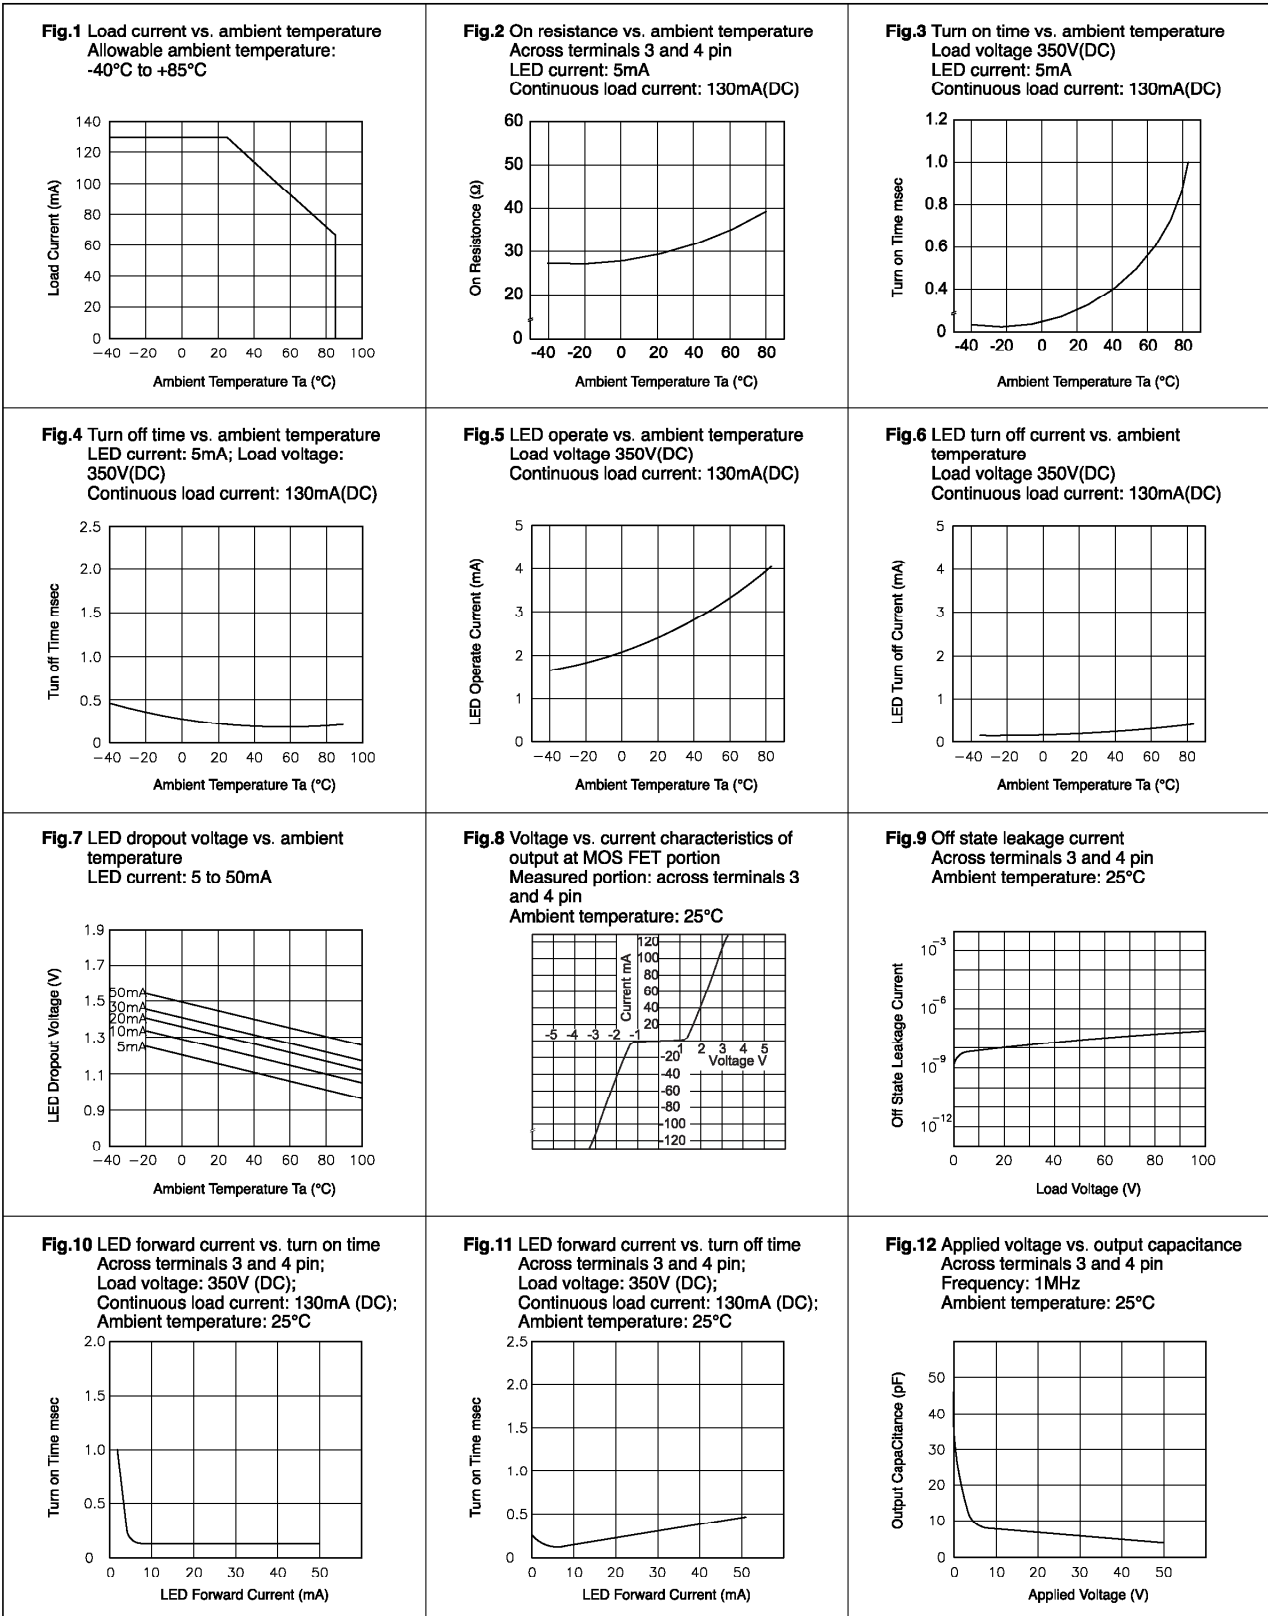 Fig.1 Load current vs. ambient temperature
Allowable ambient temperature:
-40°C to +85°C
140
120
100
80
60
40
20
0
−40 −20 0 20 40 60 80 100
Load Current (mA)
Ambient Temperature Ta (°C)
Fig.2 On resistance vs. ambient temperature
Across terminals 3 and 4 pin
LED current: 5mA
Continuous load current: 130mA(DC)
60
50
40
30
20
0
-40 -20 0 20 40 60 80
On Resistonce (Ω)
Ambient Temperature Ta (°C)
Fig.3 Turn on time vs. ambient temperature
Load voltage 350V(DC)
LED current: 5mA
Continuous load current: 130mA(DC)
1.2
1.0
0.8
0.6
0.4
0
-40 -20 0 20 40 60 80
Turn on Time msec
Ambient Temperature Ta (°C)
Fig.4 Turn off time vs. ambient temperature
LED current: 5mA; Load voltage:
350V(DC)
Continuous load current: 130mA(DC)
2.5
2.0
1.5
1.0
0.5
0
−40 −20 0 20 40 60 80 100
Tun off Time msec
Ambient Temperature Ta (°C)
Fig.5 LED operate vs. ambient temperature
Load voltage 350V(DC)
Continuous load current: 130mA(DC)
5
4
3
2
1
0
−40 −20 0 20 40 60 80
LED Operate Current (mA)
Ambient Temperature Ta (°C)
Fig.6 LED turn off current vs. ambient
temperature
Load voltage 350V(DC)
Continuous load current: 130mA(DC)
5
4
3
2
1
0
−40 −20 0 20 40 60 80
LED Turn off Current (mA)
Ambient Temperature Ta (°C)
Fig.7 LED dropout voltage vs. ambient
temperature
LED current: 5 to 50mA
1.9
1.7
1.5
1.3
1.1
0.9
0
50mA
30mA
20mA
10mA
5mA
−40 −20 0 20 40 60 80 100
LED Dropout Voltage (V)
Ambient Temperature Ta (°C)
Fig.8 Voltage vs. current characteristics of
output at MOS FET portion
Measured portion: across terminals 3
and 4 pin
Ambient temperature: 25°C
120
100
80
60
40
20
Current mA
-5 -4 -3 -2 -1
1 2 3 4 5
Voltage V
-20
-40
-60
-80
-100
-120
Fig.9 Off state leakage current
Across terminals 3 and 4 pin
Ambient temperature: 25°C
10⁻³
10⁻⁶
10⁻⁹
10⁻¹²
0 20 40 60 80 100
Off State Leakage Current
Load Voltage (V)
Fig.10 LED forward current vs. turn on time
Across terminals 3 and 4 pin;
Load voltage: 350V (DC);
Continuous load current: 130mA (DC);
Ambient temperature: 25°C
2.0
1.5
1.0
0.5
0
0 10 20 30 40 50
Turn on Time msec
LED Forward Current (mA)
Fig.11 LED forward current vs. turn off time
Across terminals 3 and 4 pin;
Load voltage: 350V (DC);
Continuous load current: 130mA (DC);
Ambient temperature: 25°C
2.5
2.0
1.5
1.0
0.5
0
0 10 20 30 40 50
Turn on Time msec
LED Forward Current (mA)
Fig.12 Applied voltage vs. output capacitance
Across terminals 3 and 4 pin
Frequency: 1MHz
Ambient temperature: 25°C
50
40
30
20
10
0
0 10 20 30 40 50
Output CapaCitance (pF)
Applied Voltage (V)